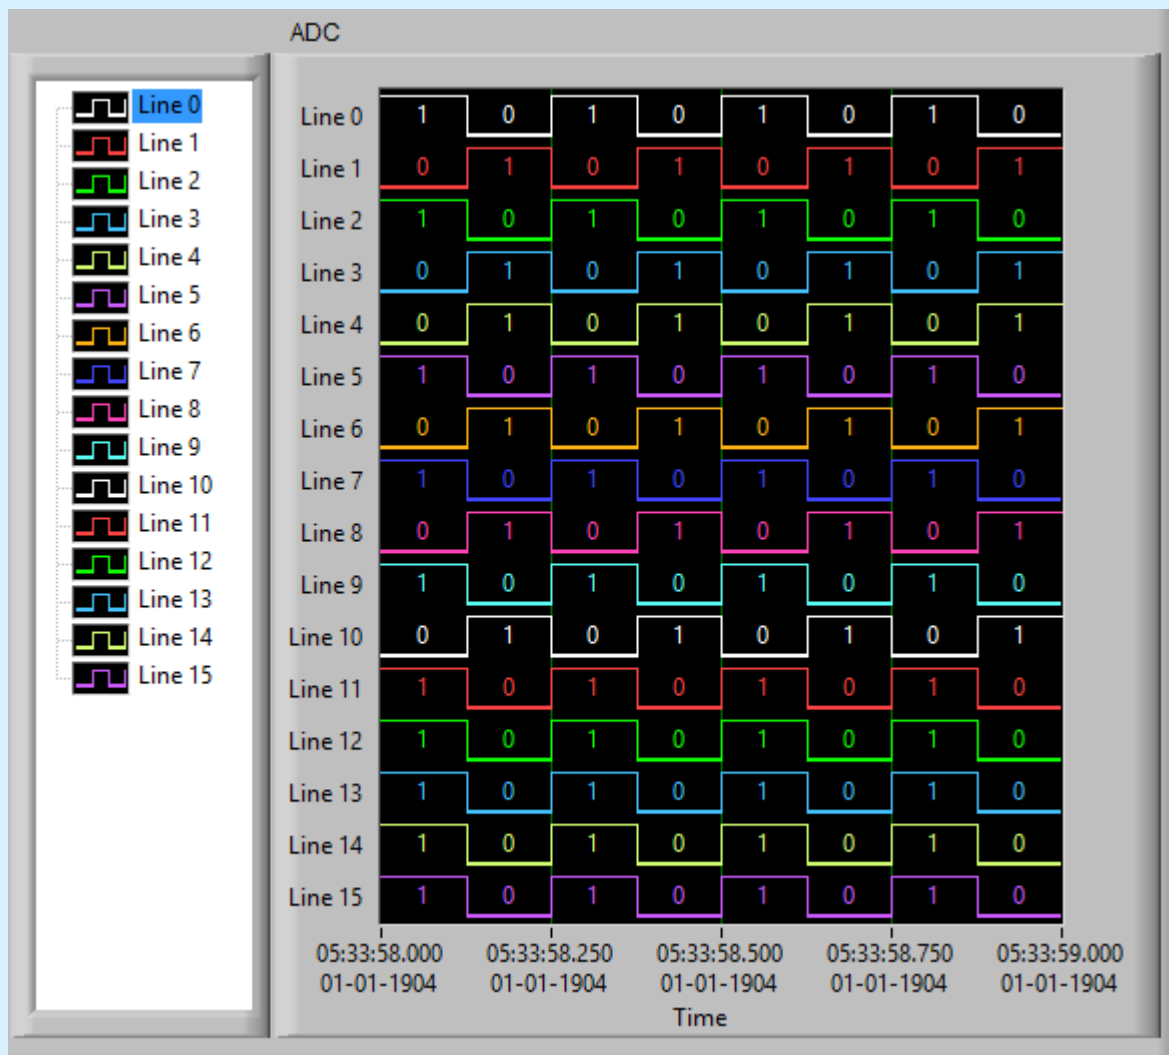 ADC
Line 0
Line 1
Line 2
Line 3
Line 4
Line 5
Line 6
Line 7
Line 8
Line 9
Line 10
Line 11
Line 12
Line 13
Line 14
Line 15
Line 0 1 0 1 0 1 0 1 0
Line 1 0 1 0 1 0 1 0 1
Line 2 1 0 1 0 1 0 1 0
Line 3 0 1 0 1 0 1 0 1
Line 4 0 1 0 1 0 1 0 1
Line 5 1 0 1 0 1 0 1 0
Line 6 0 1 0 1 0 1 0 1
Line 7 1 0 1 0 1 0 1 0
Line 8 0 1 0 1 0 1 0 1
Line 9 1 0 1 0 1 0 1 0
Line 10 0 1 0 1 0 1 0 1
Line 11 1 0 1 0 1 0 1 0
Line 12 1 0 1 0 1 0 1 0
Line 13 1 0 1 0 1 0 1 0
Line 14 1 0 1 0 1 0 1 0
Line 15 1 0 1 0 1 0 1 0
05:33:58.000 05:33:58.250 05:33:58.500 05:33:58.750 05:33:59.000
01-01-1904 01-01-1904 01-01-1904 01-01-1904 01-01-1904
Time